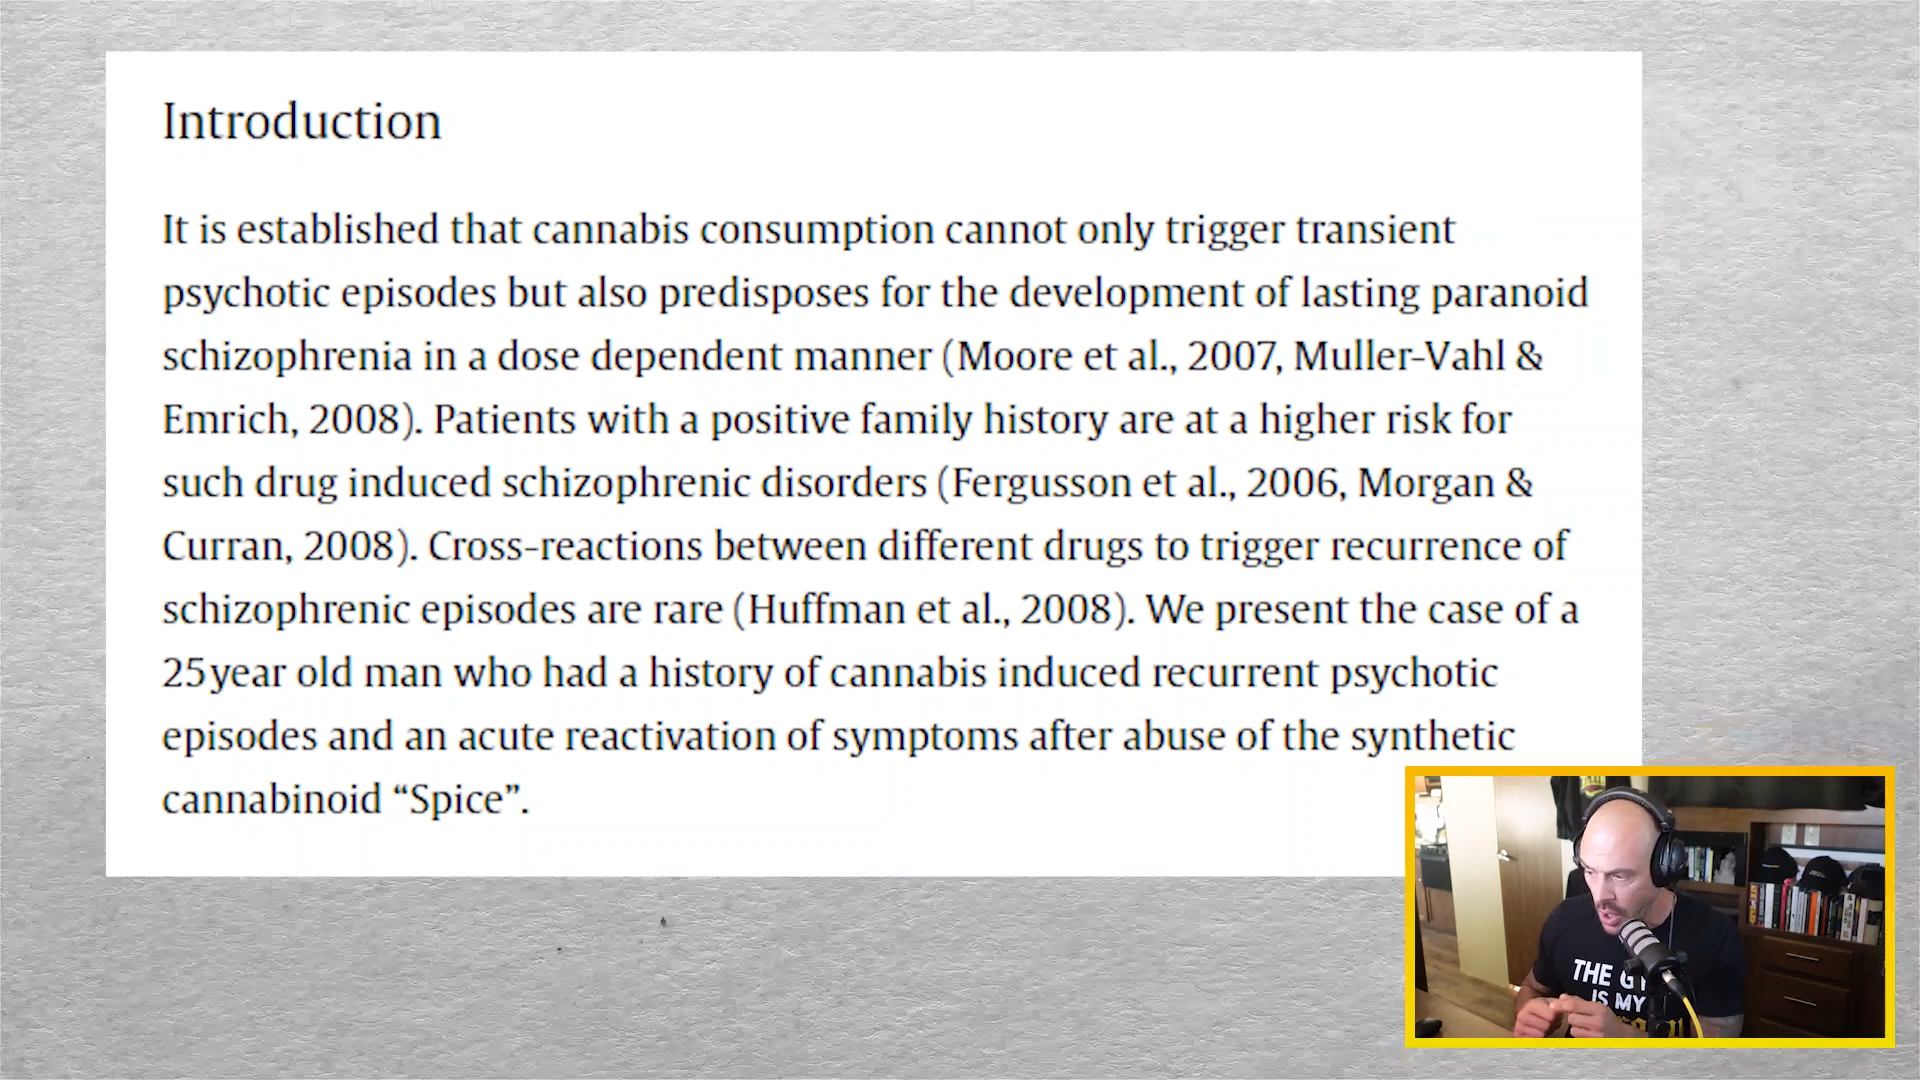 Introduction
It is established that cannabis consumption cannot only trigger transient
psychotic episodes but also predisposes for the development of lasting paranoid
schizophrenia in a dose dependent manner (Moore et al., 2007, Muller-Vahl &
Emrich, 2008). Patients with a positive family history are at a higher risk for
such drug induced schizophrenic disorders (Fergusson et al., 2006, Morgan &
Curran, 2008). Cross-reactions between different drugs to trigger recurrence of
schizophrenic episodes are rare (Huffman et al., 2008). We present the case of a
25 year old man who had a history of cannabis induced recurrent psychotic
episodes and an acute reactivation of symptoms after abuse of the synthetic
cannabinoid “Spice”.
THE
IS MY